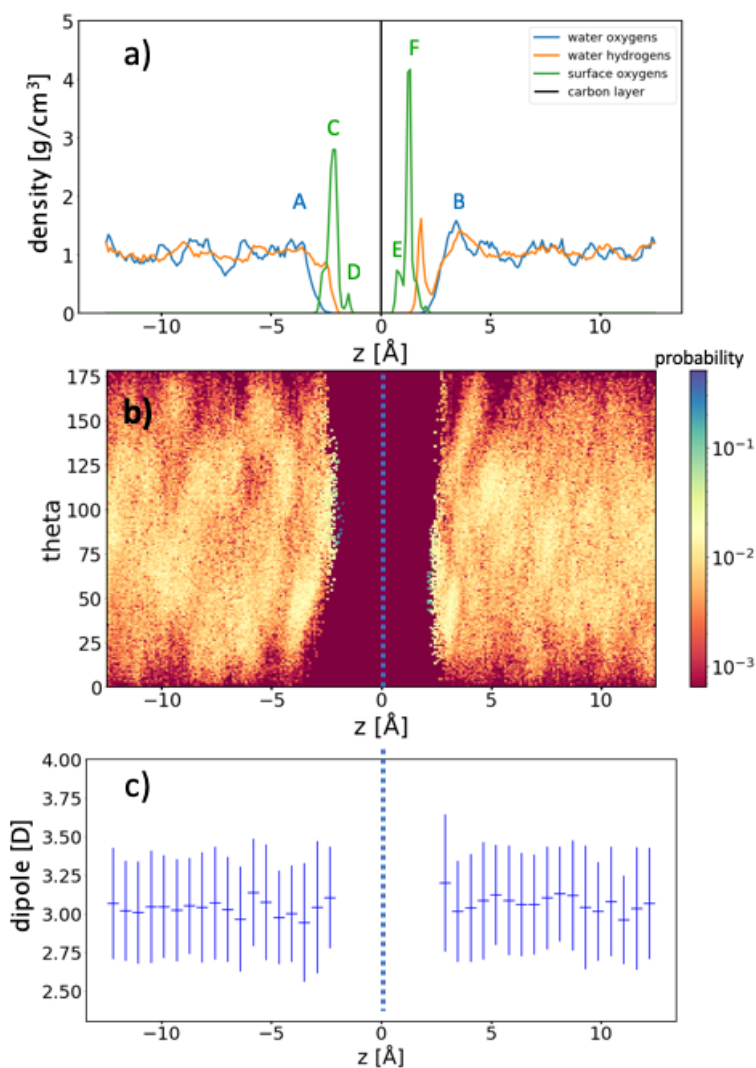 a)
A
B
C
D
E
F
water oxygens
water hydrogens
surface oxygens
carbon layer
density [g/cm³]
5
4
3
2
1
0
−10
−5
0
5
10
z [Å]
b)
probability
theta
175
150
125
100
75
50
25
0
10⁻¹
10⁻²
10⁻³
−10
−5
0
5
10
z [Å]
c)
dipole [D]
4.00
3.75
3.50
3.25
3.00
2.75
2.50
−10
−5
0
5
10
z [Å]